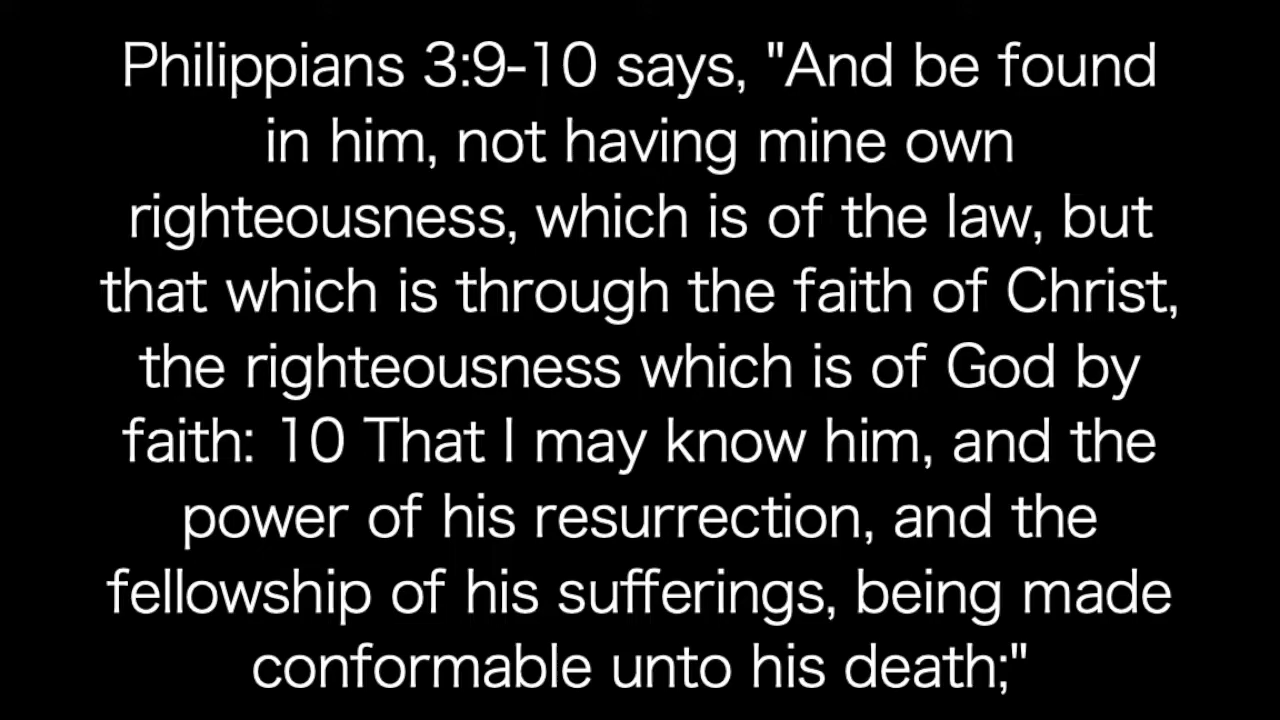 Philippians 3:9-10 says, "And be found
in him, not having mine own
righteousness, which is of the law, but
that which is through the faith of Christ,
the righteousness which is of God by
faith: 10 That I may know him, and the
power of his resurrection, and the
fellowship of his sufferings, being made
conformable unto his death;"